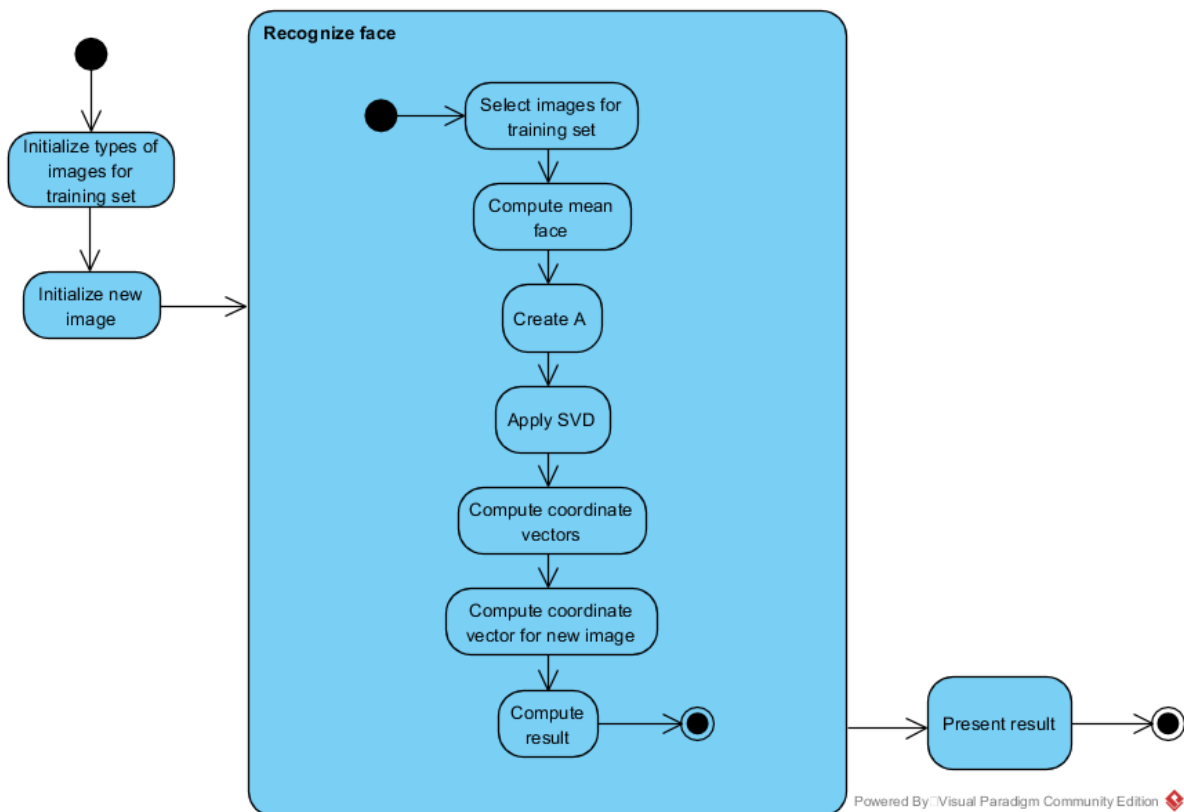 Recognize face
Initialize types of
images for
training set
Initialize new
image
Select images for
training set
Compute mean
face
Create A
Apply SVD
Compute coordinate
vectors
Compute coordinate
vector for new image
Compute
result
Present result
Powered By Visual Paradigm Community Edition